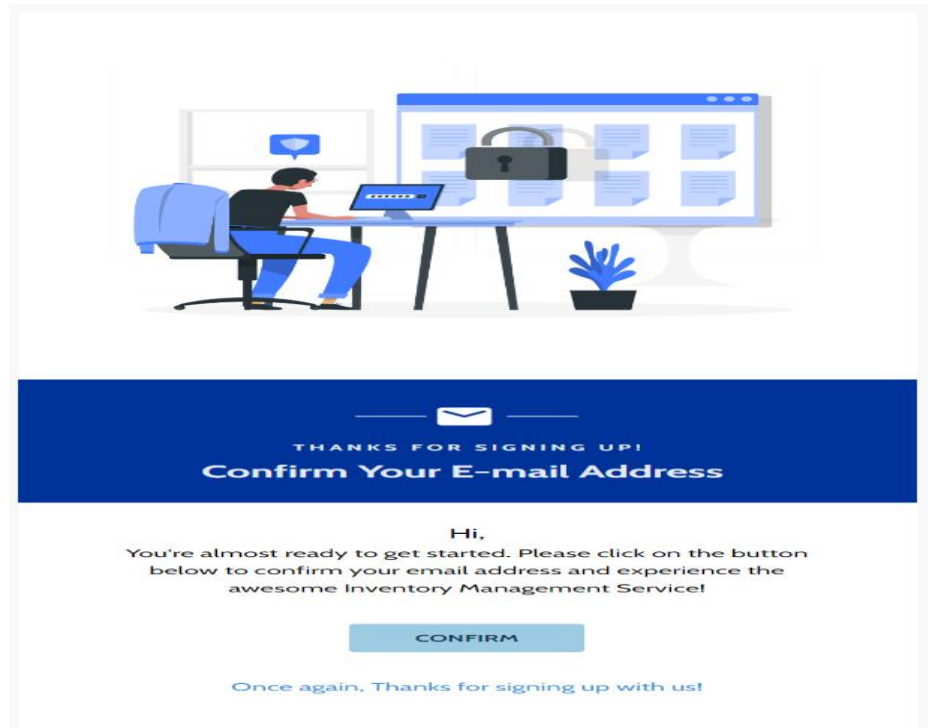 THANKS FOR SIGNING UP!
Confirm Your E-mail Address
Hi,
You're almost ready to get started. Please click on the button
below to confirm your email address and experience the
awesome Inventory Management Service!
CONFIRM
Once again, Thanks for signing up with us!